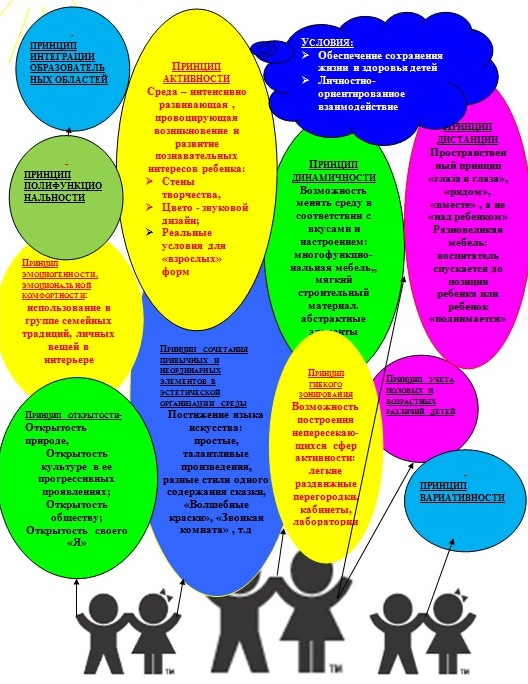 -
ПРИНЦИП
ИНТЕГРАЦИИ
ОБРАЗОВАТЕЛЬ
НЫХ ОБЛАСТЕЙ
ПРИНЦИП
АКТИВНОСТИ
Среда – интенсивно
развивающая ,
провоцирующая
возникновение и
развитие
познавательных
интересов ребенка:
Стены
творчества,
Цвето - звуковой
дизайн;
Реальные
условия для
«взрослых»
форм
УСЛОВИЯ:
Обеспечение сохранения
жизни и здоровья детей
Личностно-
ориентированное
взаимодействие
ПРИНЦИП
ДИСТАНЦИИ
Пространствен
ный принцип
«глаза в глаза»,
«рядом»,
«вместе» , а не
«над ребенком»
Разновеликая
мебель:
воспитатель
спускается до
позиции
ребенка или
ребенок
«поднимается»
ПРИНЦИП
ДИНАМИЧНОСТИ
Возможность
менять среду в
соответствии с
вкусами и
настроением:
многофункцио-
нальная мебель,,
мягкий
строительный
материал.
абстрактные
элементы
-
ПРИНЦИП
ПОЛИФУНКЦИО
НАЛЬНОСТИ
ПРИНЦИП
ЭМОЦИОГЕННОСТИ,
ЭМОЦИОНАЛЬНОЙ
КОМФОРТНОСТИ:
использование в
группе семейных
традиций, личных
вещей в
интерьере
ПРИНЦИП СОЧЕТАНИЯ
ПРИВЫЧНЫХ И
НЕОРДИНАРНЫХ
ЭЛЕМЕНТОВ В
ЭСТЕТИЧЕСКОЙ
ОРГАНИЗАЦИИ СРЕДЫ
Постижение языка
искусства:
простые,
талантливые
произведения,
разные стили одного
содержания сказки,
«Волшебные
краски», «Звонкая
комната» , т.д
ПРИНЦИП
ГИБКОГО
ЗОНИРОВАНИЯ
Возможность
построения
непересекаю-
щихся сфер
активности:
легкие
раздвижные
перегородки,
кабинеты,
лаборатории
ПРИНЦИП УЧЕТА
ПОЛОВЫХ И
ВОЗРАСТНЫХ
РАЗЛИЧИЙ ДЕТЕЙ
ПРИНЦИП ОТКРЫТОСТИ-
Открытость
природе,
Открытость
культуре в ее
прогрессивных
проявлениях;
Открытость
обществу;
Открытость своего
«Я»
-
ПРИНЦИП
ВАРИАТИВНОСТИ
TM
TM
TM